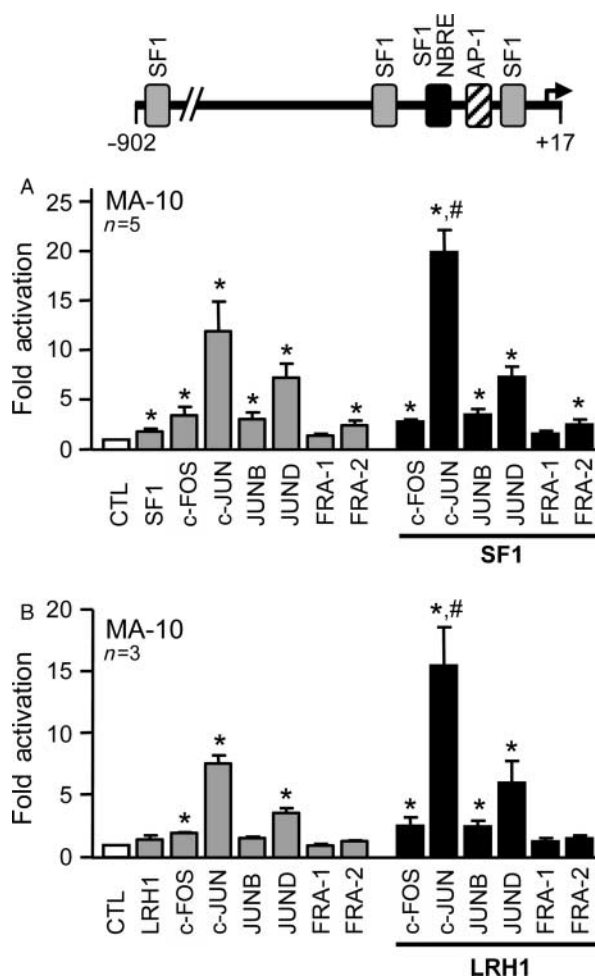 SF1 SF1 SF1 NBRE AP-1 SF1
-902 +17
A
MA-10
n=5
Fold activation
25
20
15
10
5
0
* * * * * * * *,# * * *
CTL SF1 c-FOS c-JUN JUNB JUND FRA-1 FRA-2 c-FOS c-JUN JUNB JUND FRA-1 FRA-2
SF1
B
MA-10
n=3
Fold activation
20
15
10
5
0
* * * * *,# * *
CTL LRH1 c-FOS c-JUN JUNB JUND FRA-1 FRA-2 c-FOS c-JUN JUNB JUND FRA-1 FRA-2
LRH1